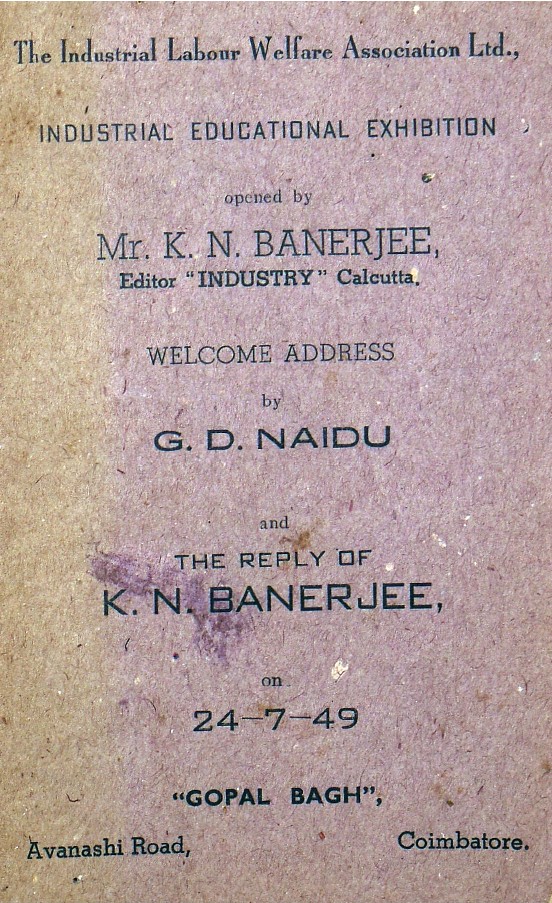 The Industrial Labour Welfare Association Ltd.,
INDUSTRIAL EDUCATIONAL EXHIBITION
opened by
Mr. K. N. BANERJEE,
Editor "INDUSTRY" Calcutta.
WELCOME ADDRESS
by
G. D. NAIDU
and
THE REPLY OF
K. N. BANERJEE,
on
24-7-49
"GOPAL BAGH",
Avanashi Road, Coimbatore.